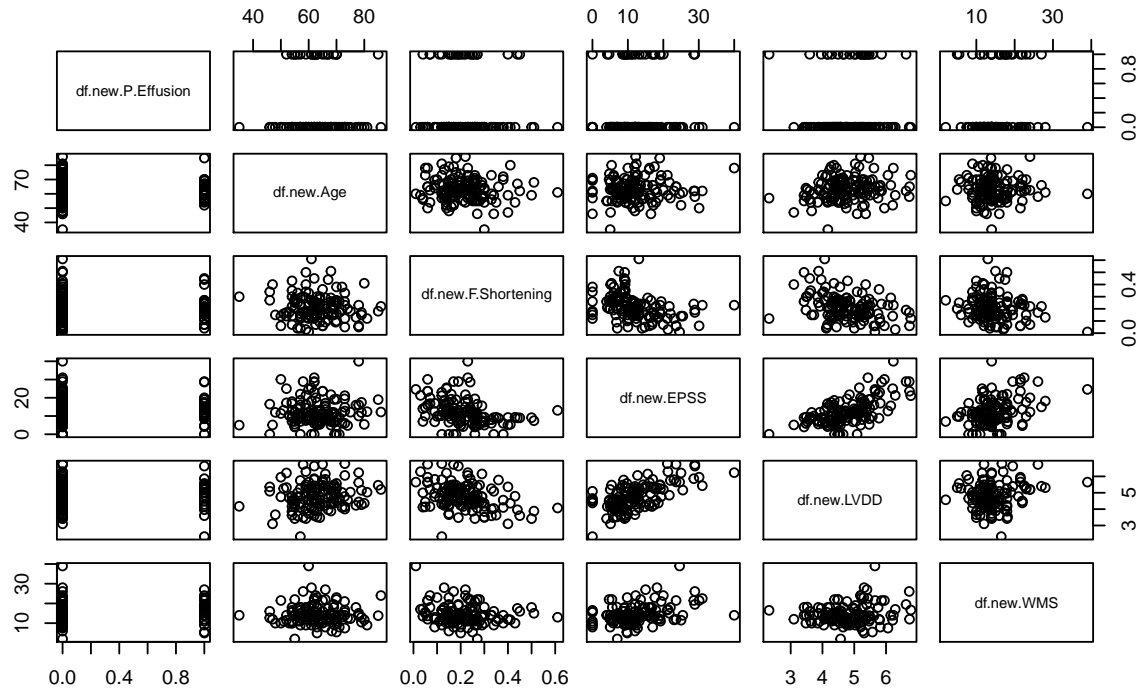 40 60 80 0 10 30 10 30
df.new.P.Effusion
0.0 0.8
40 70
df.new.Age
df.new.F.Shortening
0.0 0.4
0 20
df.new.EPSS
df.new.LVDD
3 5
10 30
df.new.WMS
0.0 0.4 0.8 0.0 0.2 0.4 0.6 3 4 5 6